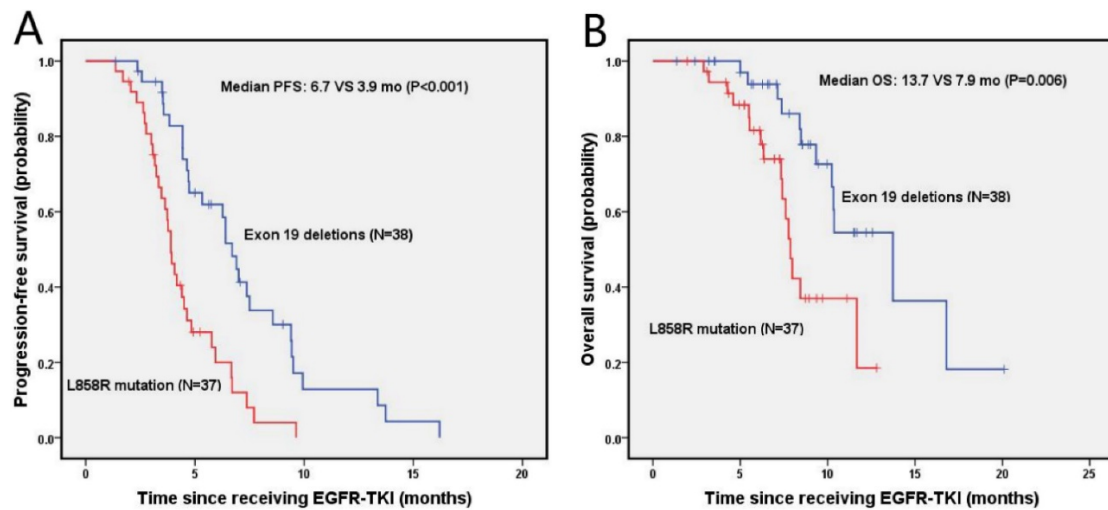 A
Progression-free survival (probability)
1.0
0.8
0.6
0.4
0.2
0.0
Median PFS: 6.7 VS 3.9 mo (P<0.001)
Exon 19 deletions (N=38)
L858R mutation (N=37)
0 5 10 15 20
Time since receiving EGFR-TKI (months)
B
Overall survival (probability)
1.0
0.8
0.6
0.4
0.2
0.0
Median OS: 13.7 VS 7.9 mo (P=0.006)
Exon 19 deletions (N=38)
L858R mutation (N=37)
0 5 10 15 20 25
Time since receiving EGFR-TKI (months)